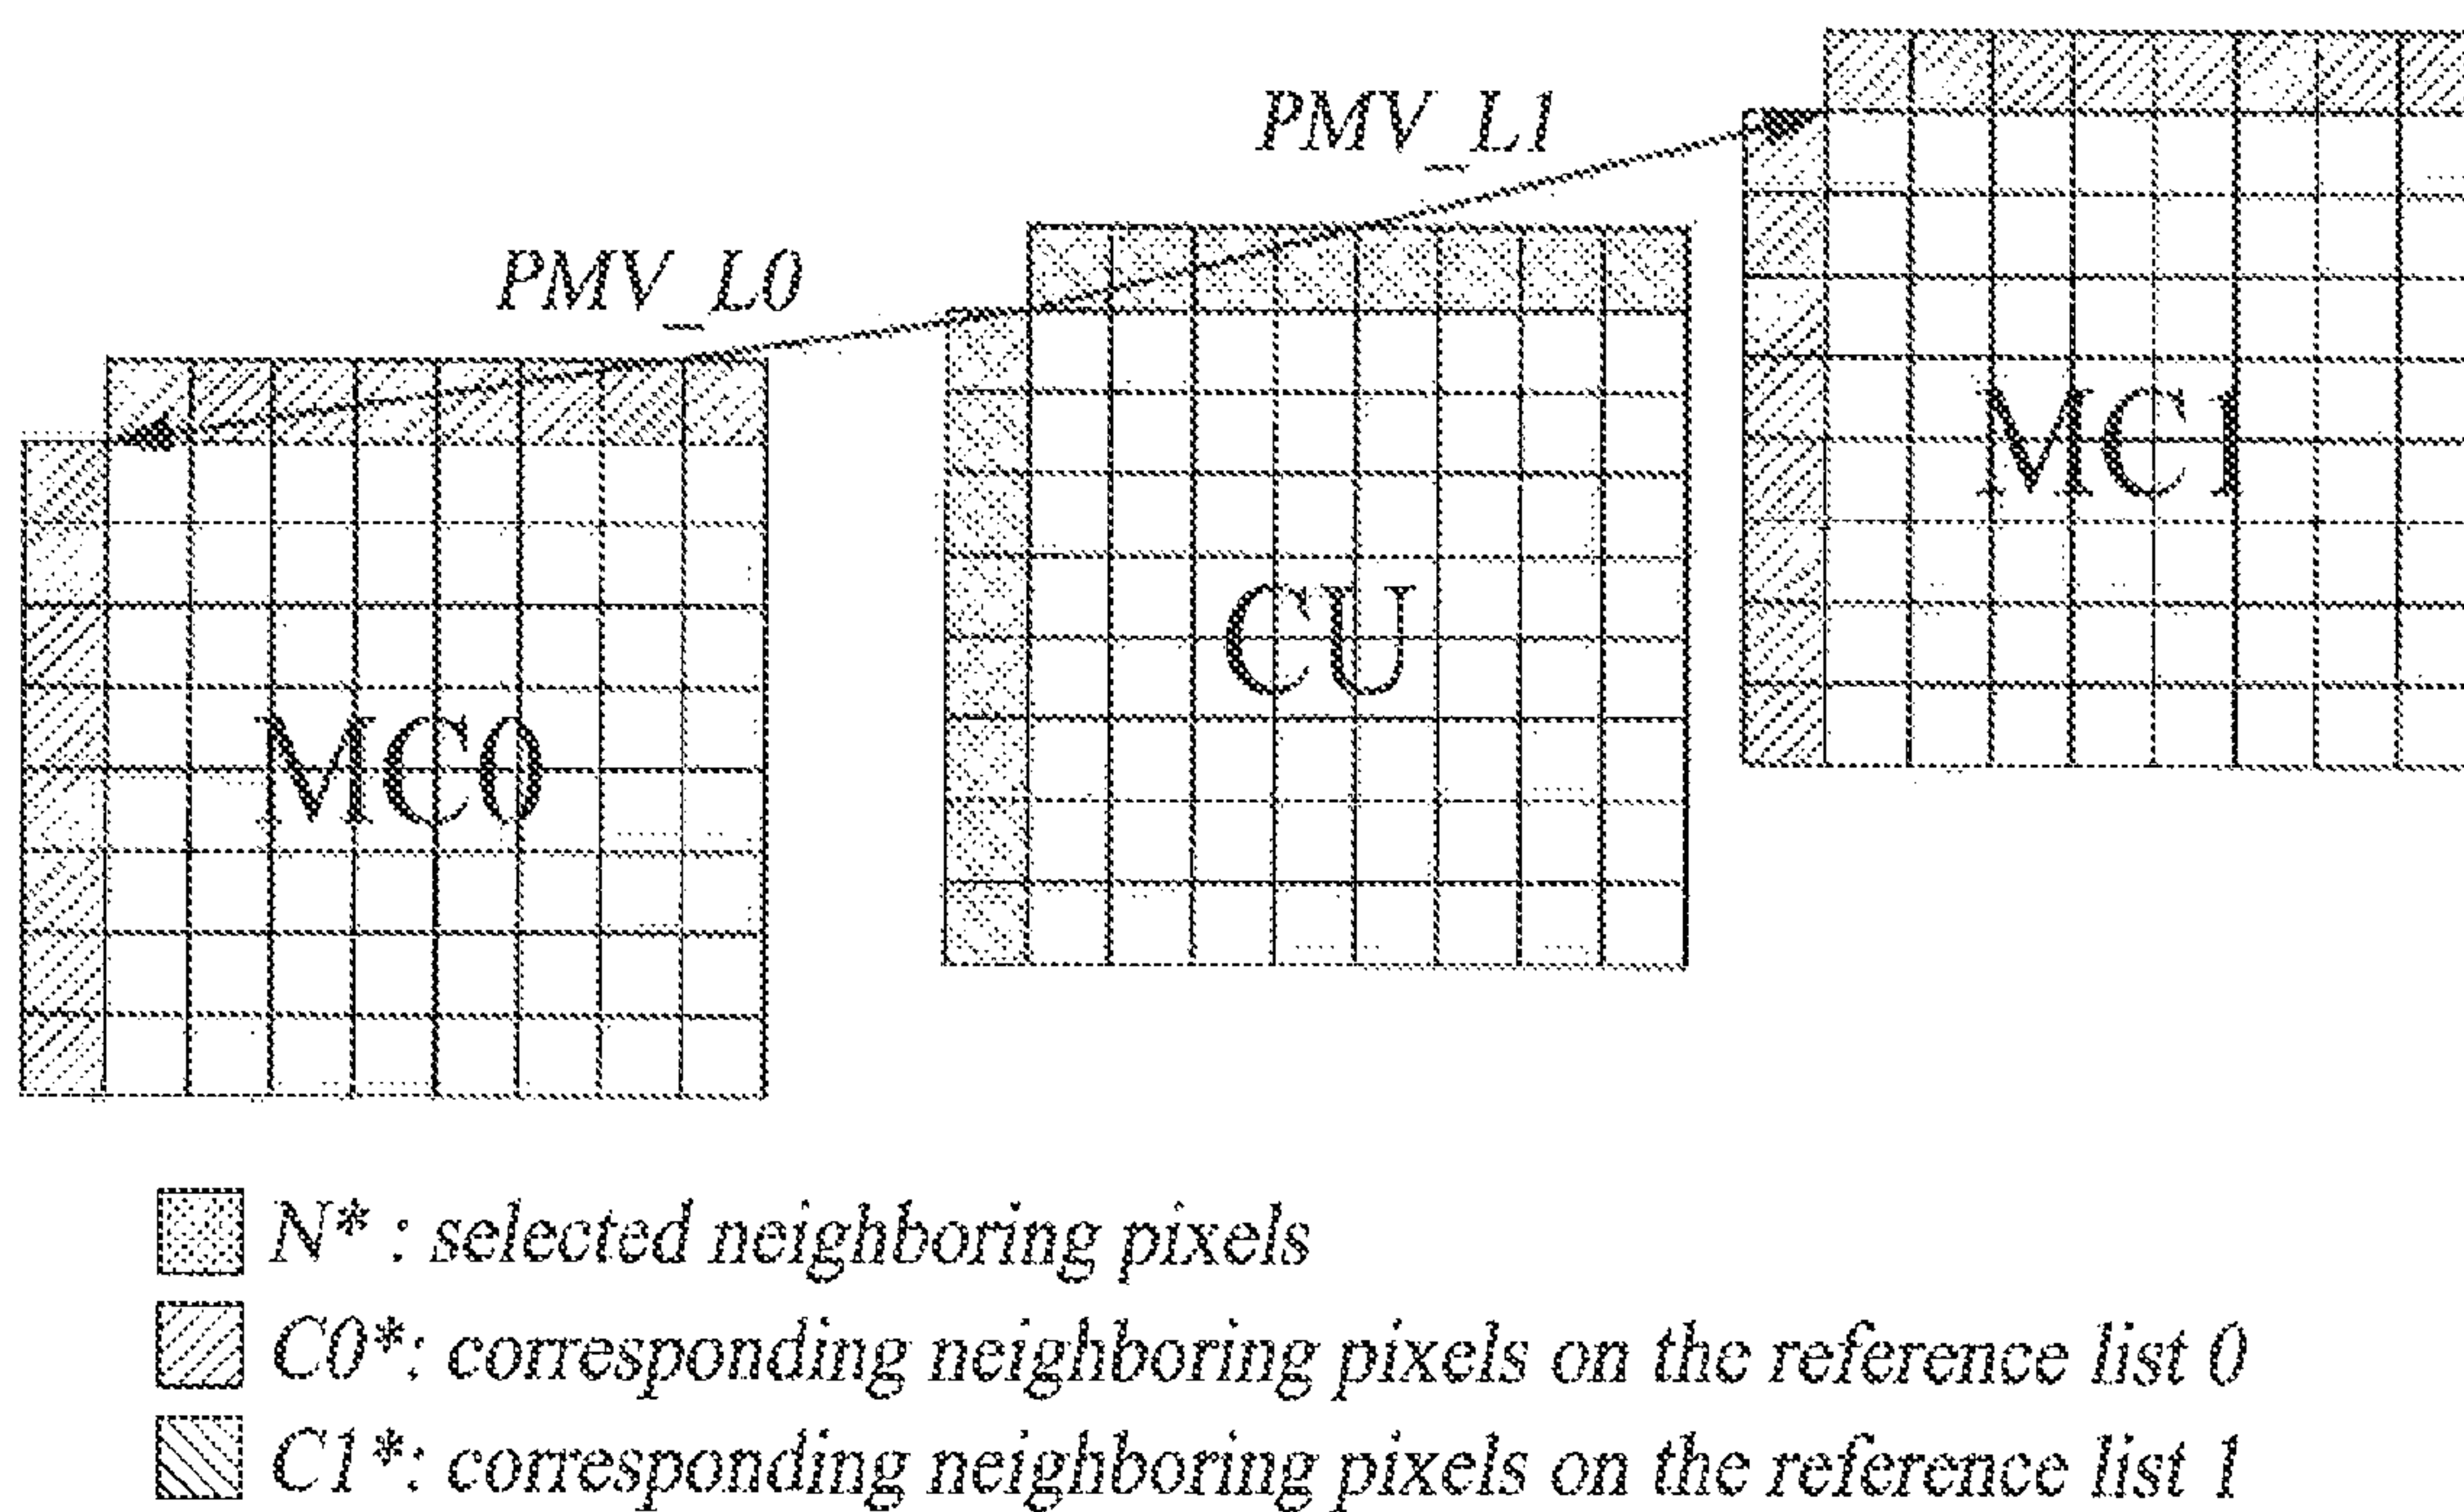 PMV_L1
PMV_L0
MC1
CU
MC0
N* : selected neighboring pixels
C0*: corresponding neighboring pixels on the reference list 0
C1*: corresponding neighboring pixels on the reference list 1